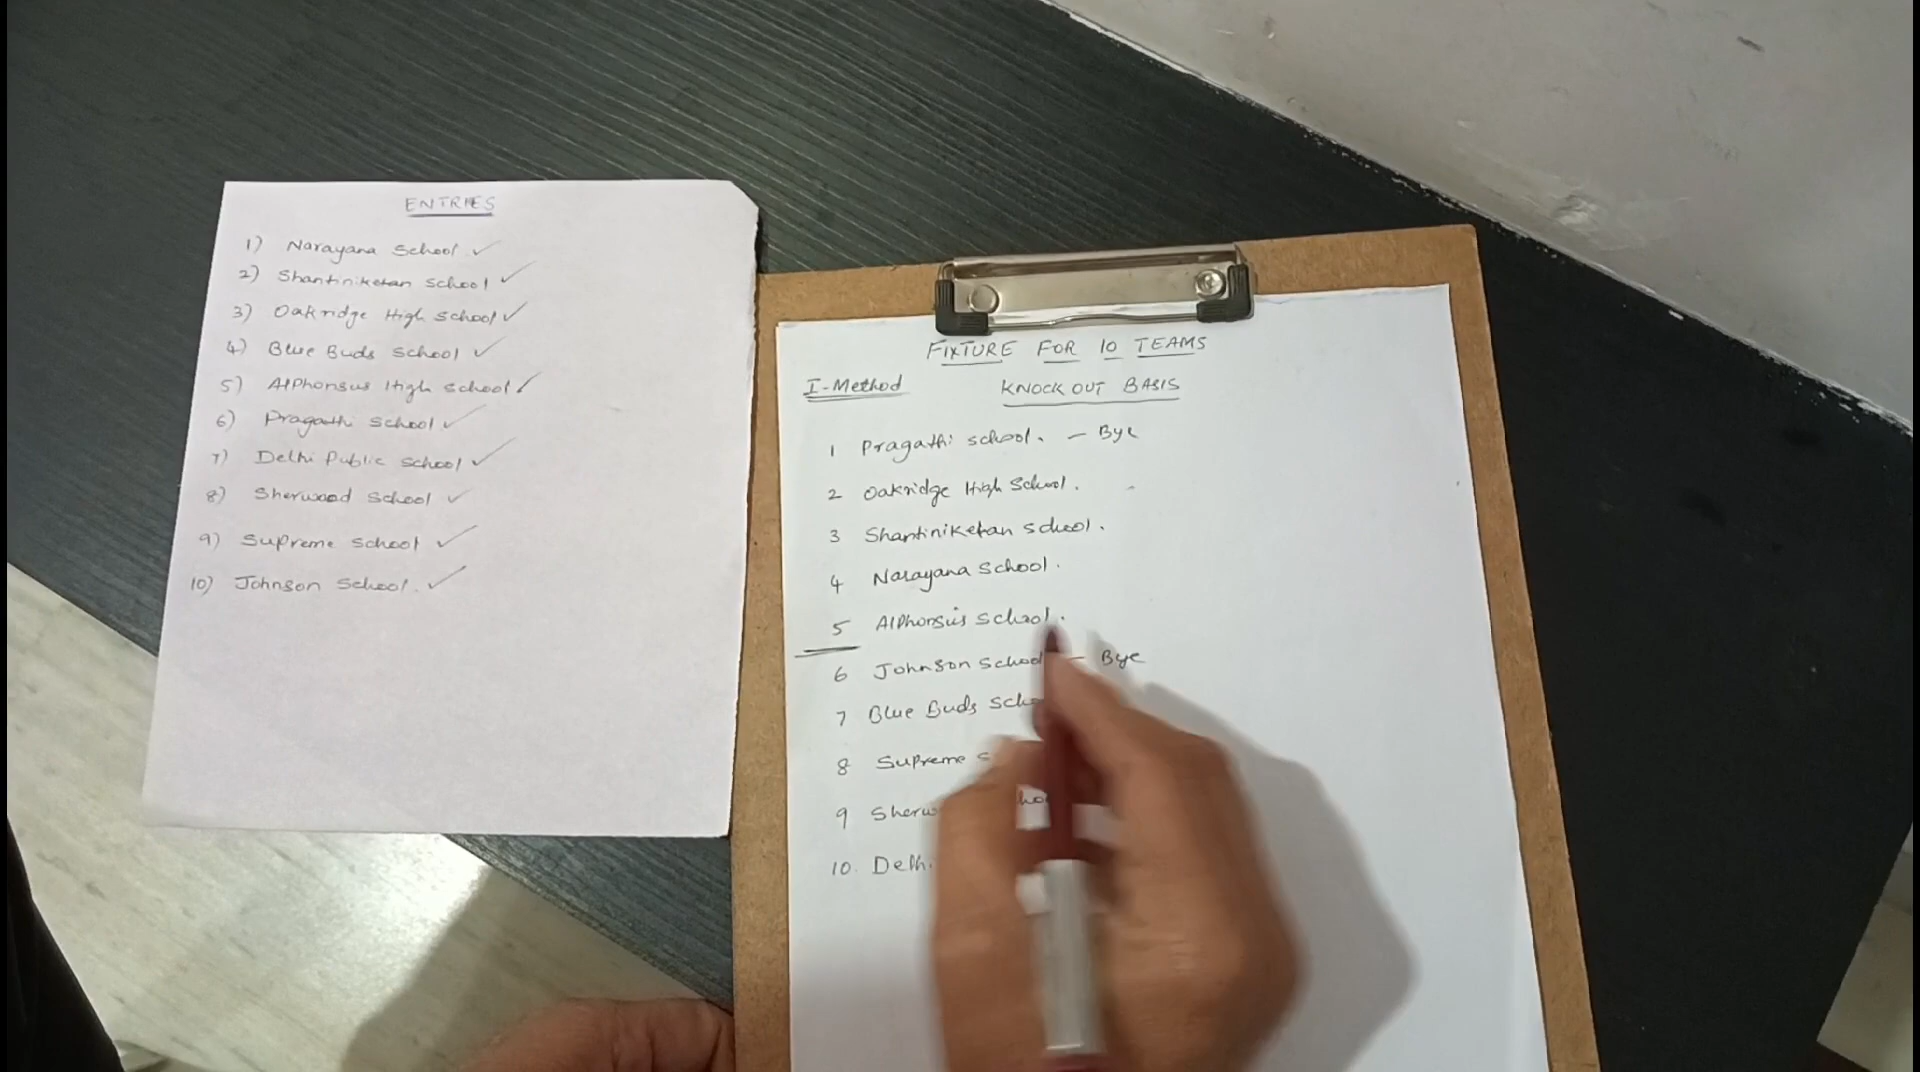 ENTRIES
1) Narayana School ✓
2) Shantiniketan School ✓
3) Oakridge High School ✓
4) Blue Buds School ✓
5) Alphonsus High School ✓
6) Pragathi School ✓
7) Delhi Public School ✓
8) Sherwood School ✓
9) Supreme School ✓
10) Johnson School. ✓
FIXTURE FOR 10 TEAMS
I-Method KNOCK OUT BASIS
1 Pragathi school. - Bye
2 Oakridge High School.
3 Shantiniketan school.
4 Narayana School.
5 Alphonsus School.
6 Johnson School - Bye
7 Blue Buds
8 Supreme
9
10.